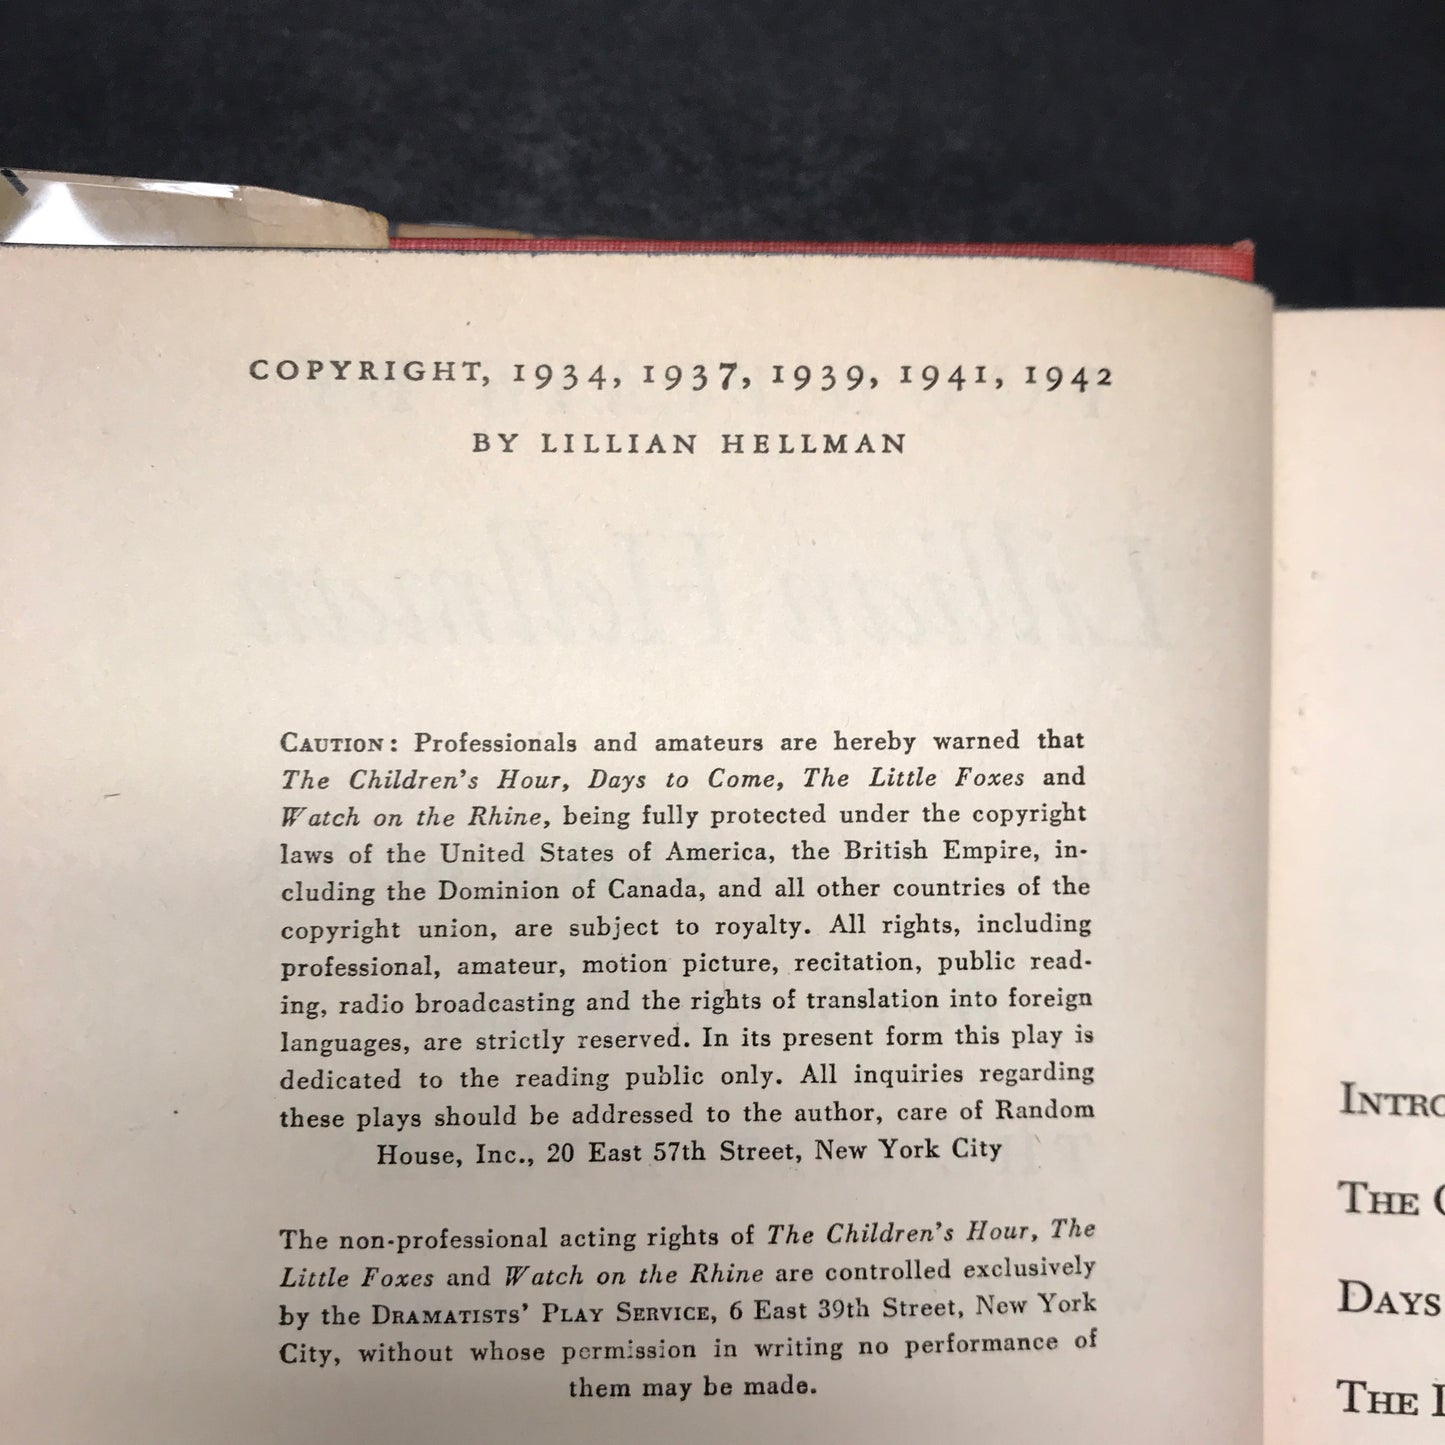 COPYRIGHT, 1934, 1937, 1939, 1941, 1942
BY LILLIAN HELLMAN
Lillian Hellman
CAUTION: Professionals and amateurs are hereby warned that
The Children's Hour, Days to Come, The Little Foxes and
Watch on the Rhine, being fully protected under the copyright
laws of the United States of America, the British Empire, in-
cluding the Dominion of Canada, and all other countries of the
copyright union, are subject to royalty. All rights, including
professional, amateur, motion picture, recitation, public read-
ing, radio broadcasting and the rights of translation into foreign
languages, are strictly reserved. In its present form this play is
dedicated to the reading public only. All inquiries regarding
these plays should be addressed to the author, care of Random
House, Inc., 20 East 57th Street, New York City
The non-professional acting rights of The Children's Hour, The
Little Foxes and Watch on the Rhine are controlled exclusively
by the DRAMATISTS' PLAY SERVICE, 6 East 39th Street, New York
City, without whose permission in writing no performance of
them may be made.
INTRO
THE
DAYS
THE